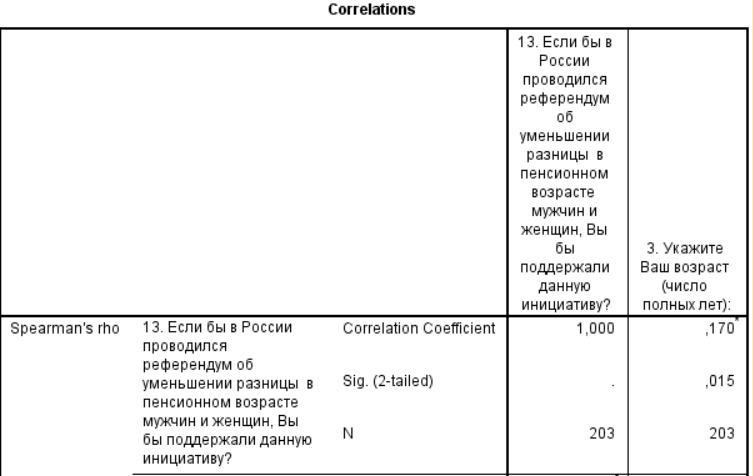 Correlations
13. Если бы в
России
проводился
референдум
об
уменьшении
разницы в
пенсионном
возрасте
мужчин и
женщин, Вы
бы
поддержали
данную
инициативу?
3. Укажите
Ваш возраст
(число
полных лет):
Spearman's rho
13. Если бы в России
проводился
референдум об
уменьшении разницы в
пенсионном возрасте
мужчин и женщин, Вы
бы поддержали данную
инициативу?
Correlation Coefficient
1,000
,170*
Sig. (2-tailed)
.
,015
N
203
203